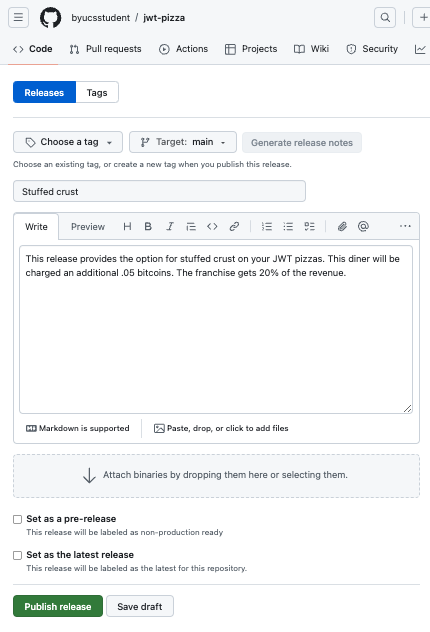 byucsstudent / jwt-pizza
Code Pull requests Actions Projects Wiki Security
Releases Tags
Choose a tag Target: main Generate release notes
Choose an existing tag, or create a new tag when you publish this release.
Stuffed crust
Write Preview H B I
This release provides the option for stuffed crust on your JWT pizzas. This diner will be
charged an additional .05 bitcoins. The franchise gets 20% of the revenue.
Markdown is supported Paste, drop, or click to add files
Attach binaries by dropping them here or selecting them.
Set as a pre-release
This release will be labeled as non-production ready
Set as the latest release
This release will be labeled as the latest for this repository.
Publish release Save draft